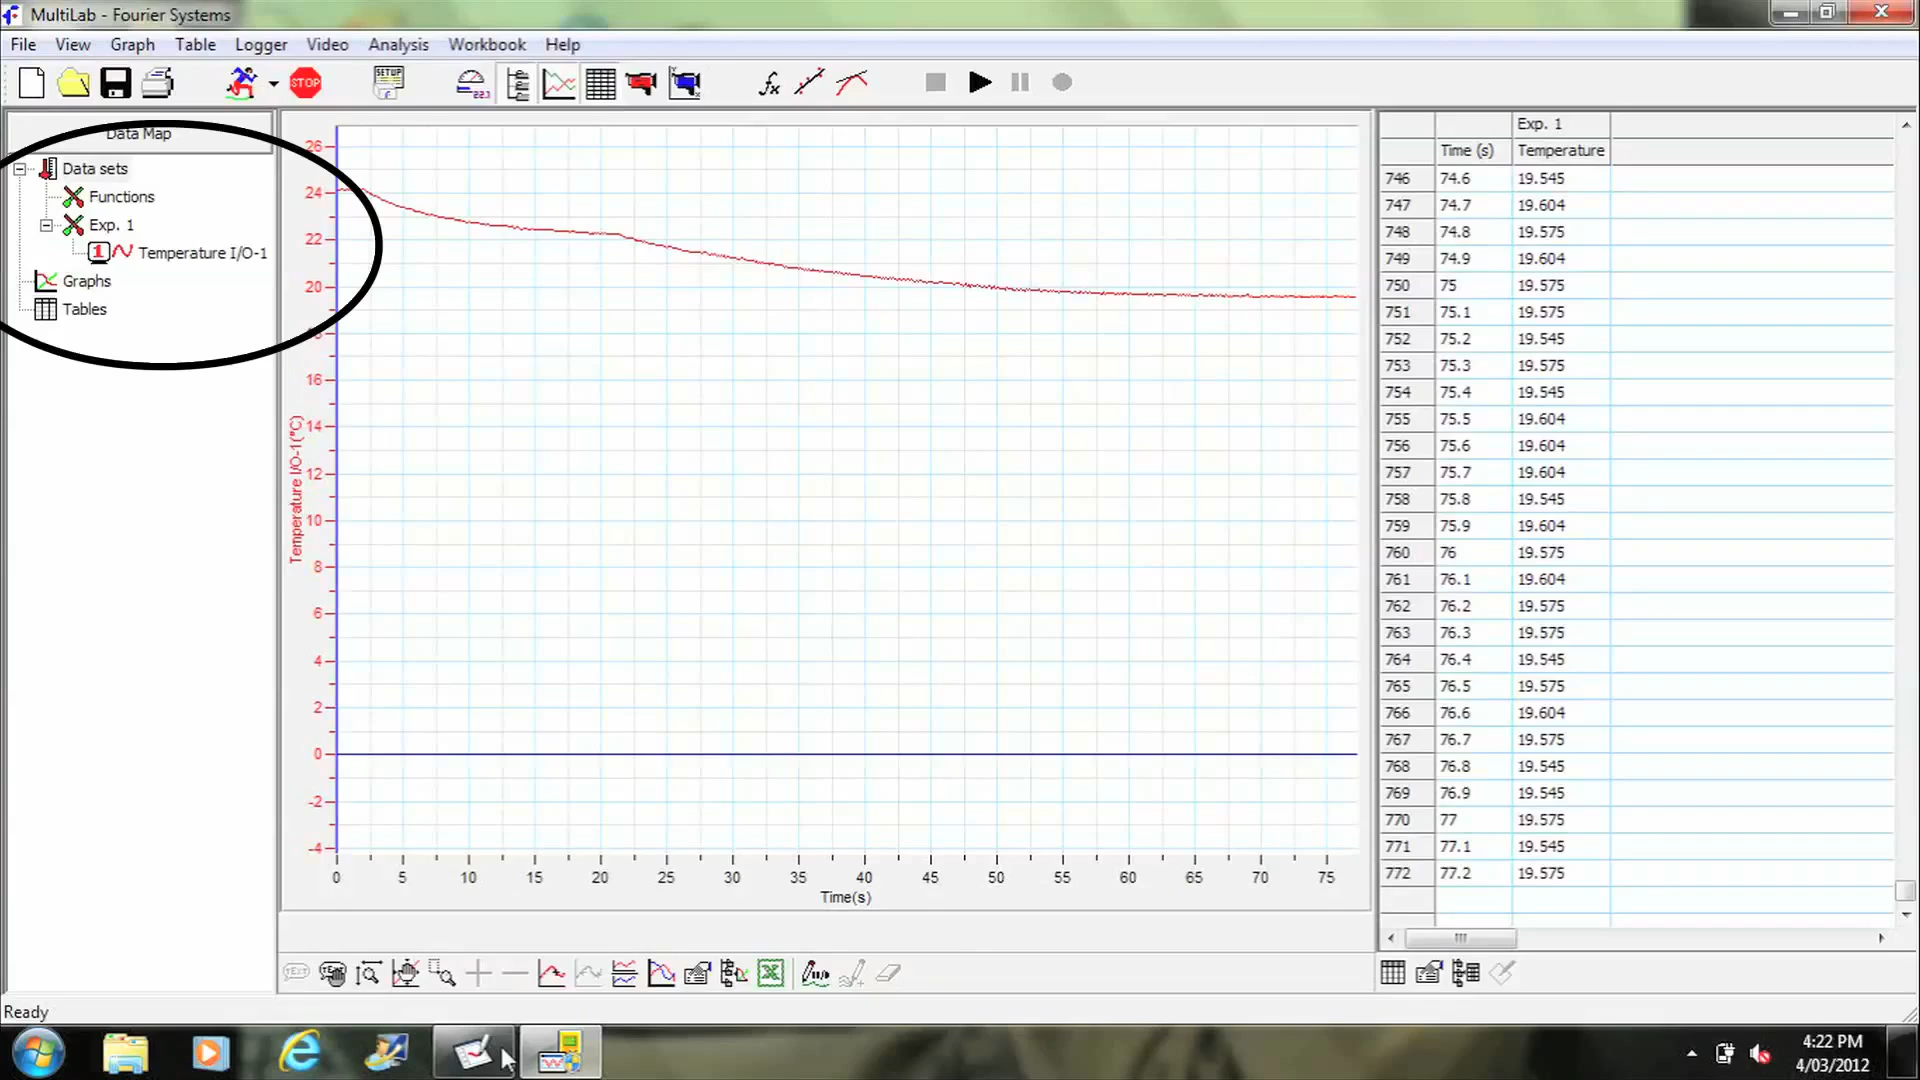 MultiLab - Fourier Systems
File View Graph Table Logger Video Analysis Workbook Help
STOP
SETUP
22.1
Data Map
Data sets
Functions
Exp. 1
1 Temperature I/O-1
Graphs
Tables
Temperature I/O-1(°C)
26
24
22
20
16
14
12
10
8
6
4
2
0
-2
-4
0 5 10 15 20 25 30 35 40 45 50 55 60 65 70 75
Time(s)
Exp. 1
Time (s) Temperature
746 74.6 19.545
747 74.7 19.604
748 74.8 19.575
749 74.9 19.604
750 75 19.575
751 75.1 19.575
752 75.2 19.545
753 75.3 19.575
754 75.4 19.545
755 75.5 19.604
756 75.6 19.604
757 75.7 19.604
758 75.8 19.545
759 75.9 19.604
760 76 19.575
761 76.1 19.604
762 76.2 19.575
763 76.3 19.575
764 76.4 19.545
765 76.5 19.575
766 76.6 19.604
767 76.7 19.575
768 76.8 19.545
769 76.9 19.545
770 77 19.575
771 77.1 19.545
772 77.2 19.575
TEXT
Ready
4:22 PM
4/03/2012